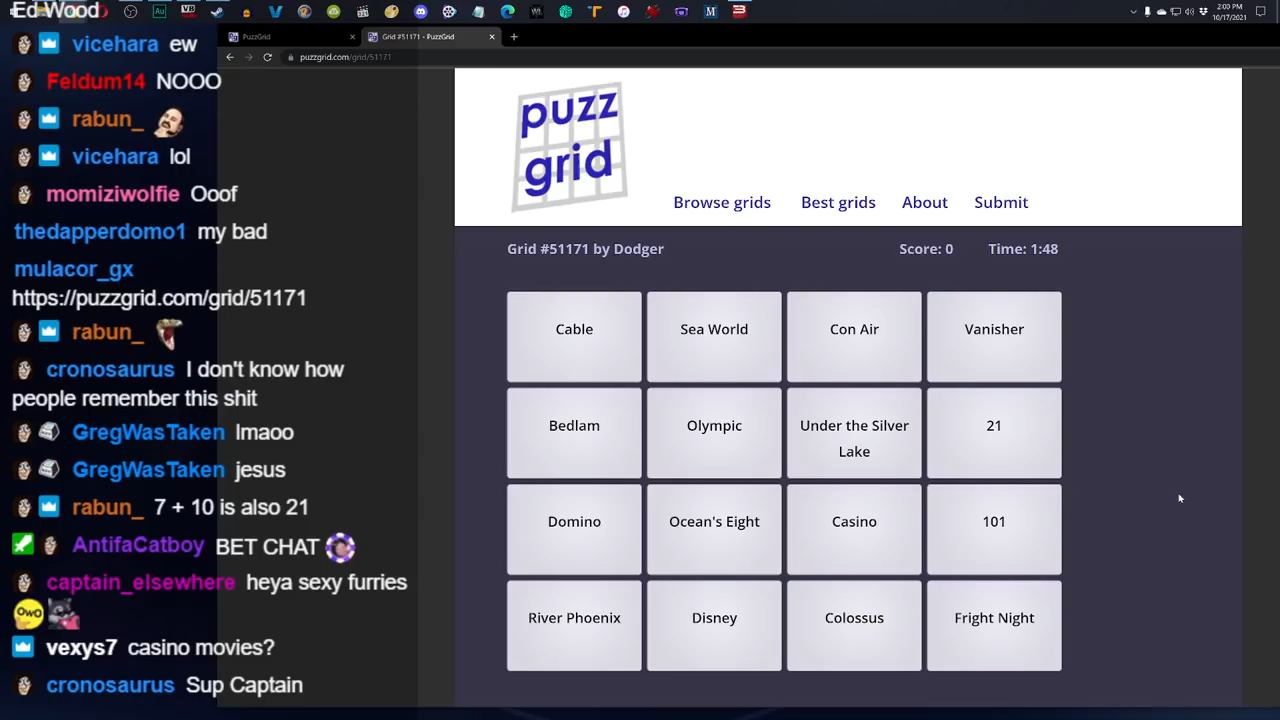 Ed Wood
vicehara ew
Feldum14 NOOO
rabun_
vicehara lol
momiziwolfie Ooof
thedapperdomo1 my bad
mulacor_gx
https://puzzgrid.com/grid/51171
rabun_
cronosaurus I don't know how
people remember this shit
GregWasTaken lmaoo
GregWasTaken jesus
rabun_ 7 + 10 is also 21
AntifaCatboy BET CHAT
captain_elsewhere heya sexy furries
OwO
vexys7 casino movies?
cronosaurus Sup Captain
2:00 PM
10/17/2021
PuzzGrid
Grid #51171 - PuzzGrid
puzzgrid.com/grid/51171
puzz
grid
Browse grids Best grids About Submit
Grid #51171 by Dodger Score: 0 Time: 1:48
Cable Sea World Con Air Vanisher
Bedlam Olympic Under the Silver Lake 21
Domino Ocean's Eight Casino 101
River Phoenix Disney Colossus Fright Night